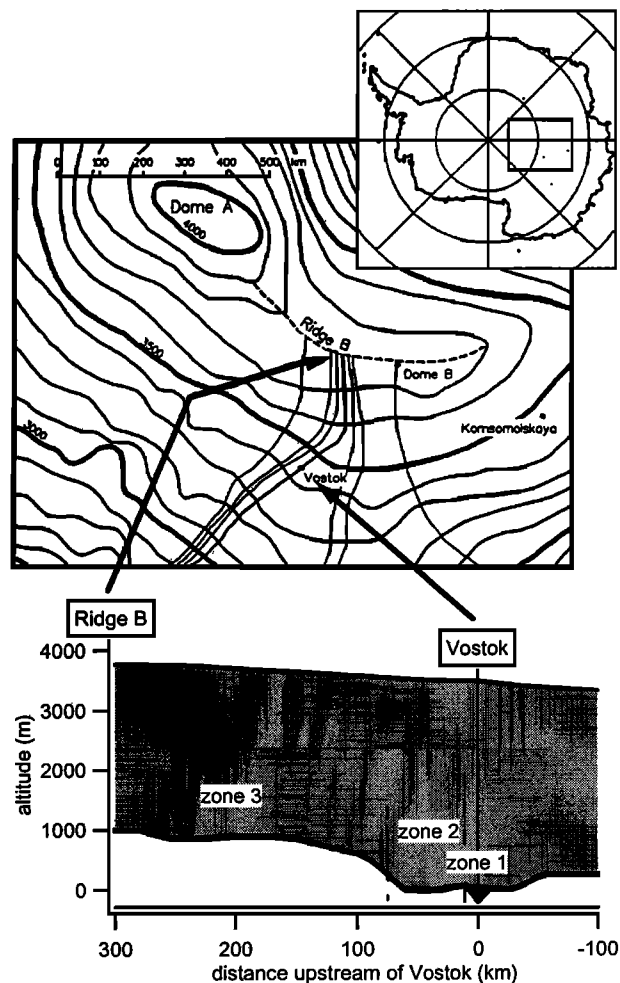 0 100 200 300 400 500 km
Dome A
4000
Ridge B
3500
Dome B
Komsomolskaya
3000
Vostok
Ridge B
Vostok
4000
3000
2000
1000
0
altitude (m)
zone 3
zone 2
zone 1
300 200 100 0 -100
distance upstream of Vostok (km)